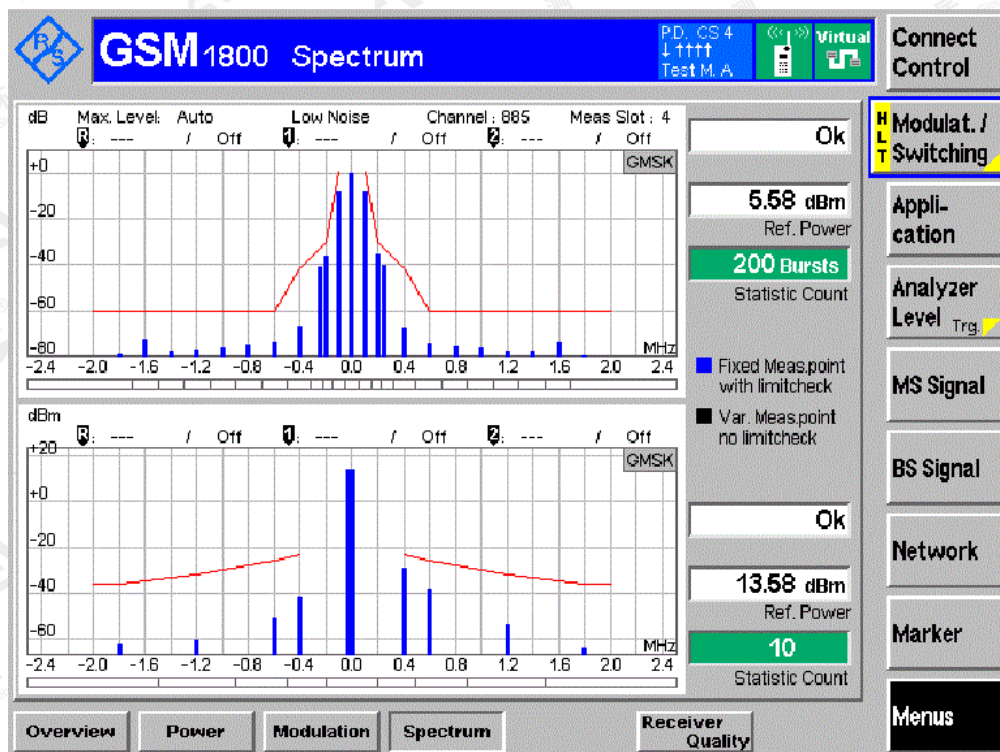 R S
GSM 1800 Spectrum
PD. CS 4
↓ ↑↑↑↑
Test M. A
Virtual
Connect
Control
dB Max. Level: Auto Low Noise Channel : 885 Meas Slot : 4
R: --- / Off 1: --- / Off 2: --- / Off
GMSK
+0
-20
-40
-60
-80
MHz
-2.4 -2.0 -1.6 -1.2 -0.8 -0.4 0.0 0.4 0.8 1.2 1.6 2.0 2.4
Ok
5.58 dBm
Ref. Power
200 Bursts
Statistic Count
Fixed Meas.point
with limitcheck
Var. Meas.point
no limitcheck
dBm
R: --- / Off 1: --- / Off 2: --- / Off
GMSK
+20
+0
-20
-40
-60
MHz
-2.4 -2.0 -1.6 -1.2 -0.8 -0.4 0.0 0.4 0.8 1.2 1.6 2.0 2.4
Ok
13.58 dBm
Ref. Power
10
Statistic Count
HLT
Modulat. /
Switching
Appli-
cation
Analyzer
Level Trg.
MS Signal
BS Signal
Network
Marker
Menus
Overview Power Modulation Spectrum Receiver
Quality